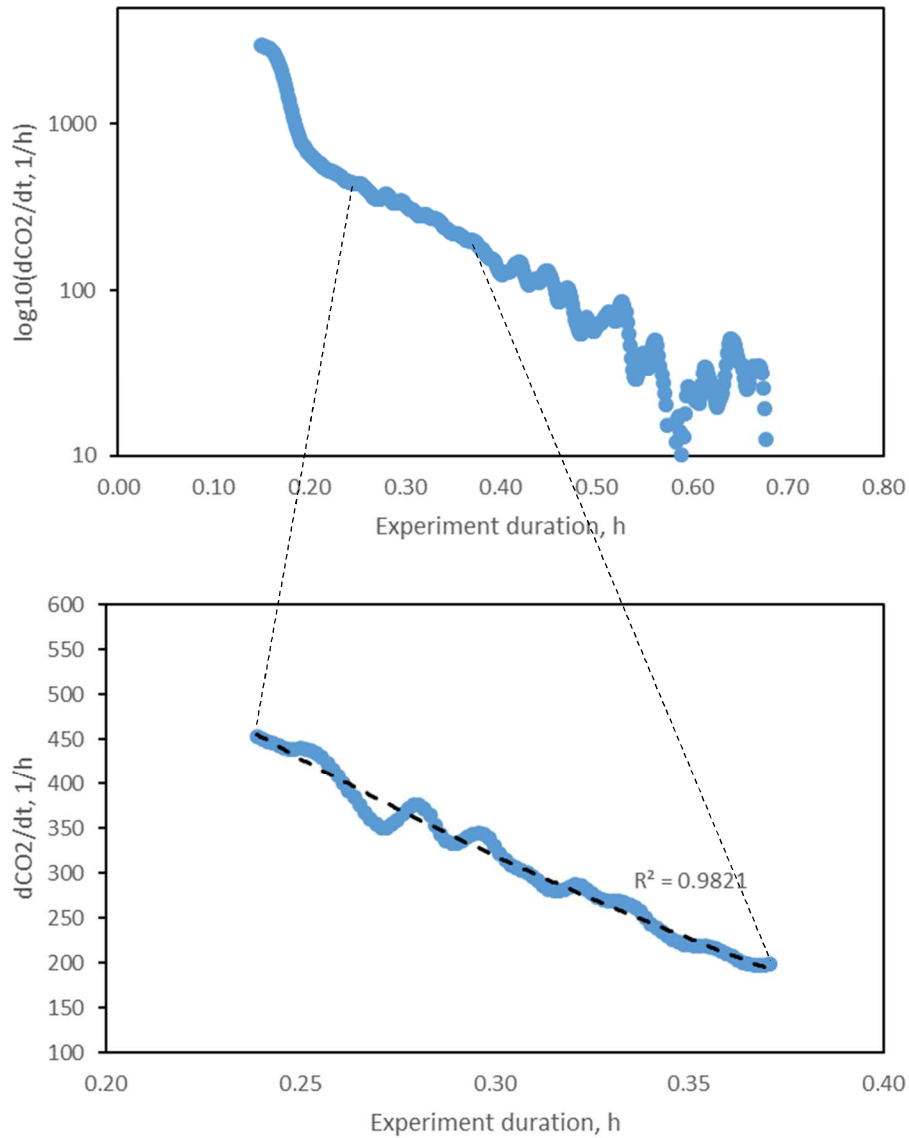 log10(dCO2/dt, 1/h)
1000
100
10
0.00 0.10 0.20 0.30 0.40 0.50 0.60 0.70 0.80
Experiment duration, h
dCO2/dt, 1/h
600
550
500
450
400
350
300
R² = 0.9821
250
200
150
100
0.20 0.25 0.30 0.35 0.40
Experiment duration, h